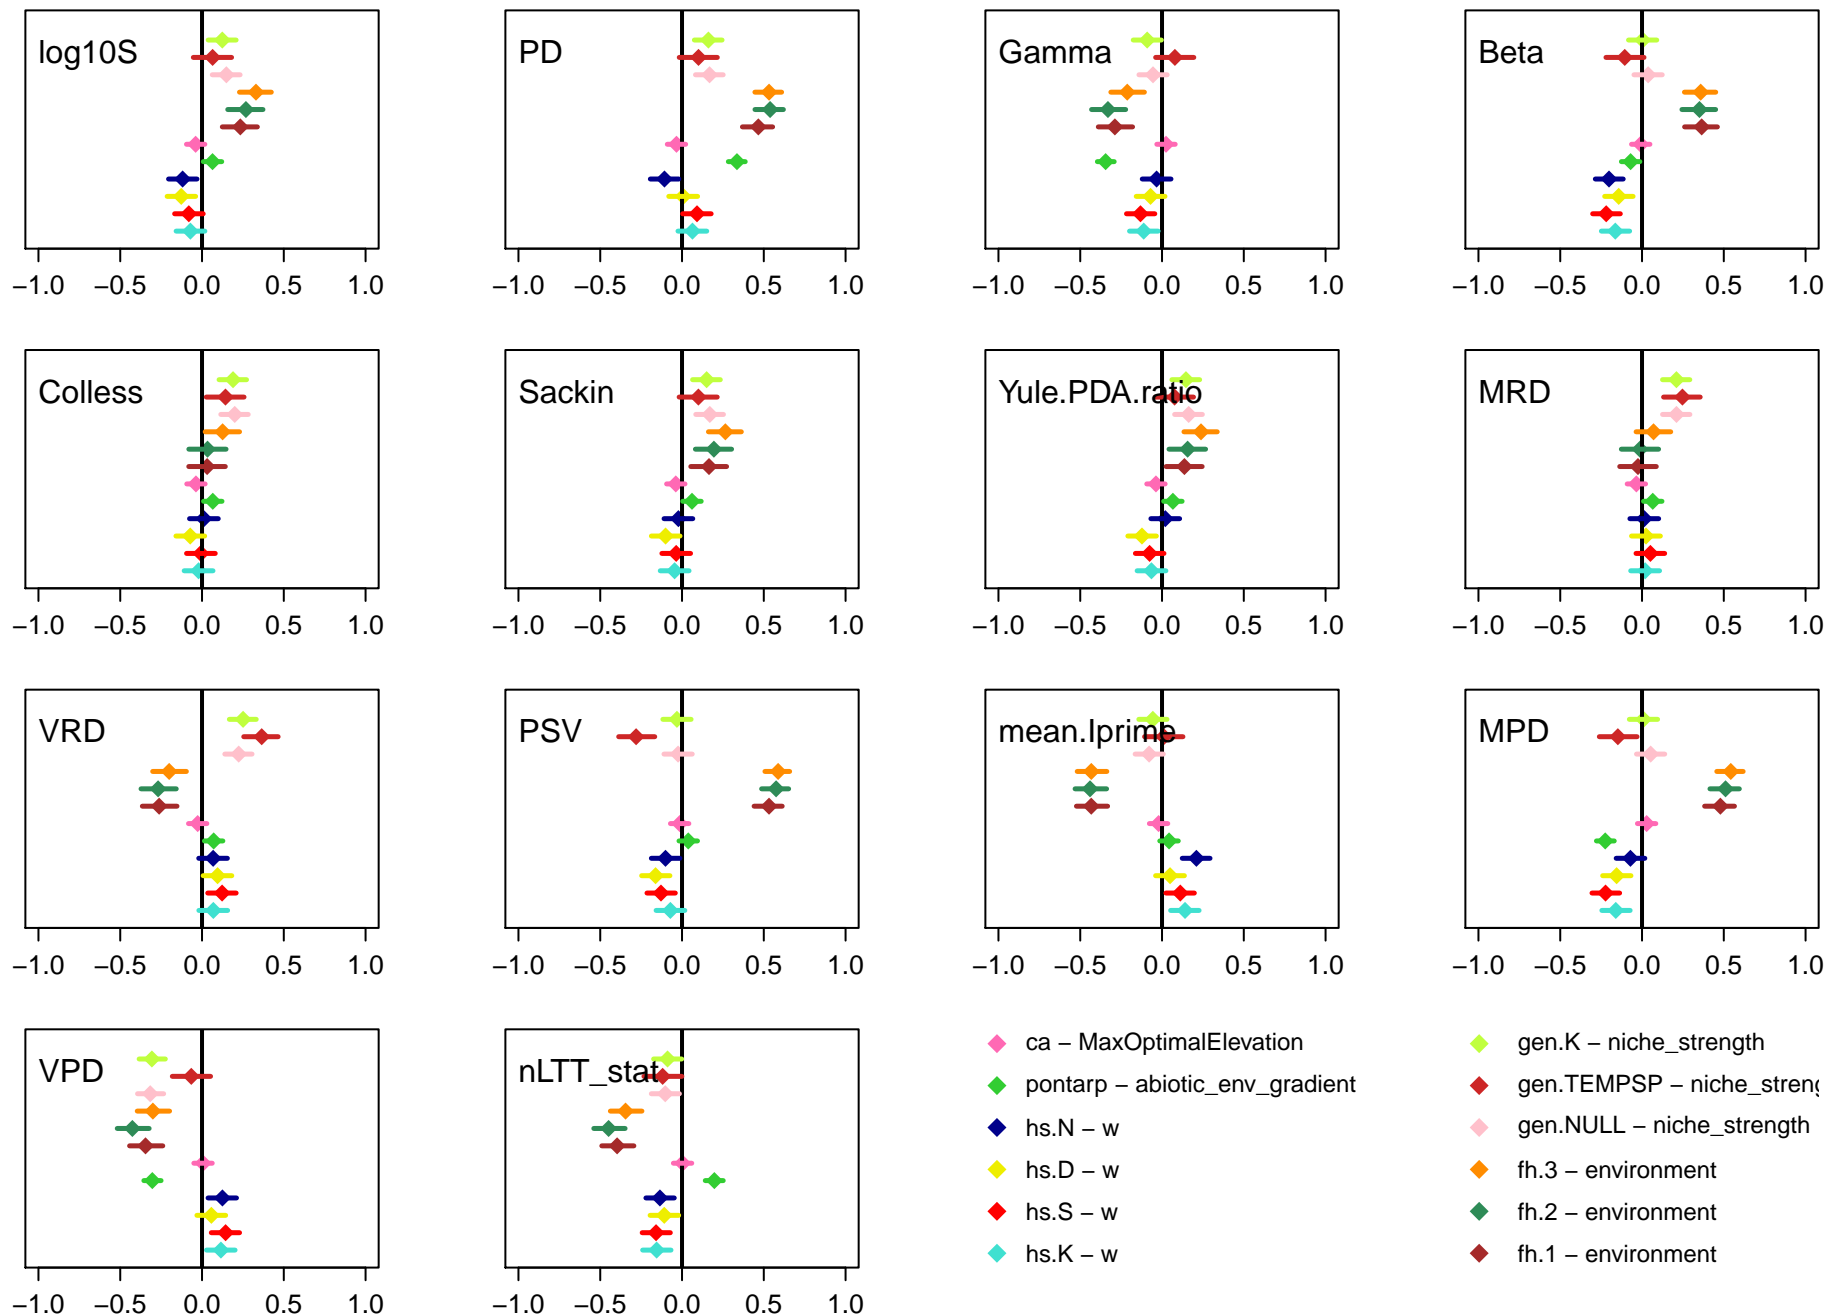 log10S
PD
Gamma
Beta
−1.0 −0.5 0.0 0.5 1.0
−1.0 −0.5 0.0 0.5 1.0
−1.0 −0.5 0.0 0.5 1.0
−1.0 −0.5 0.0 0.5 1.0
Colless
Sackin
Yule.PDA.ratio
MRD
−1.0 −0.5 0.0 0.5 1.0
−1.0 −0.5 0.0 0.5 1.0
−1.0 −0.5 0.0 0.5 1.0
−1.0 −0.5 0.0 0.5 1.0
VRD
PSV
mean.Iprime
MPD
−1.0 −0.5 0.0 0.5 1.0
−1.0 −0.5 0.0 0.5 1.0
−1.0 −0.5 0.0 0.5 1.0
−1.0 −0.5 0.0 0.5 1.0
VPD
nLTT_stat
−1.0 −0.5 0.0 0.5 1.0
−1.0 −0.5 0.0 0.5 1.0
ca − MaxOptimalElevation
pontarp − abiotic_env_gradient
hs.N − w
hs.D − w
hs.S − w
hs.K − w
gen.K − niche_strength
gen.TEMPSP − niche_streng
gen.NULL − niche_strength
fh.3 − environment
fh.2 − environment
fh.1 − environment